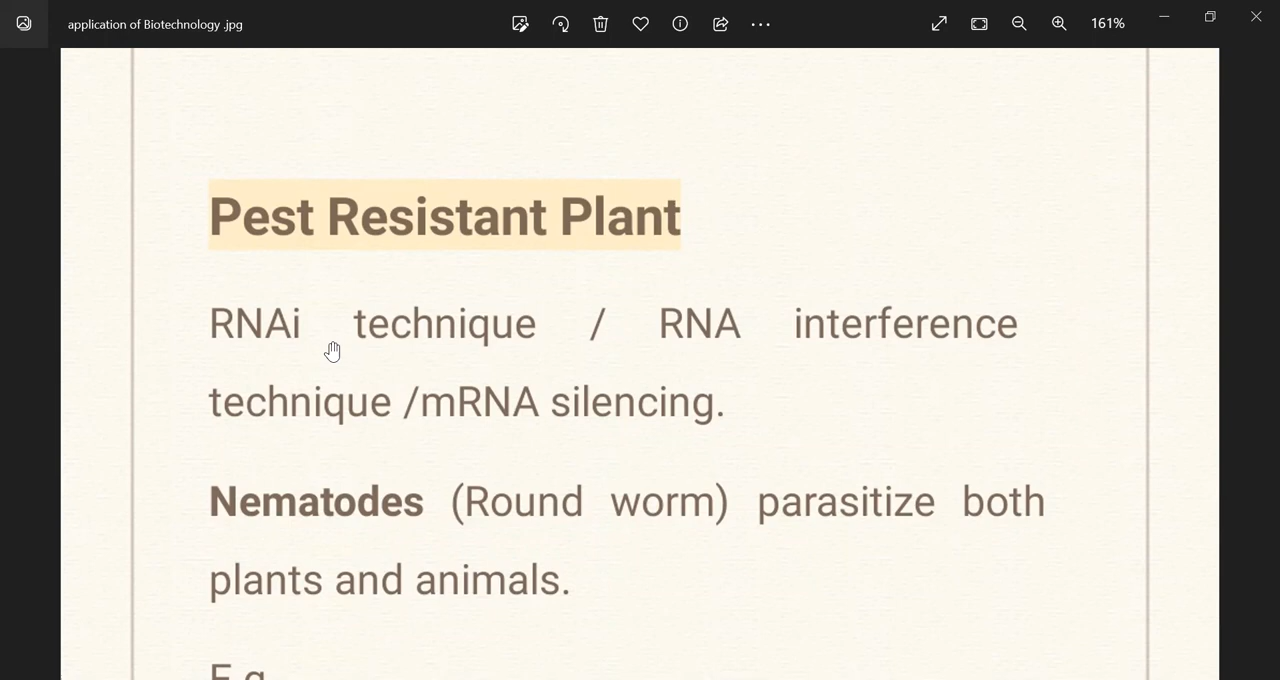 application of Biotechnology .jpg
161%
Pest Resistant Plant
RNAi technique / RNA interference
technique /mRNA silencing.
Nematodes (Round worm) parasitize both
plants and animals.
E.g.